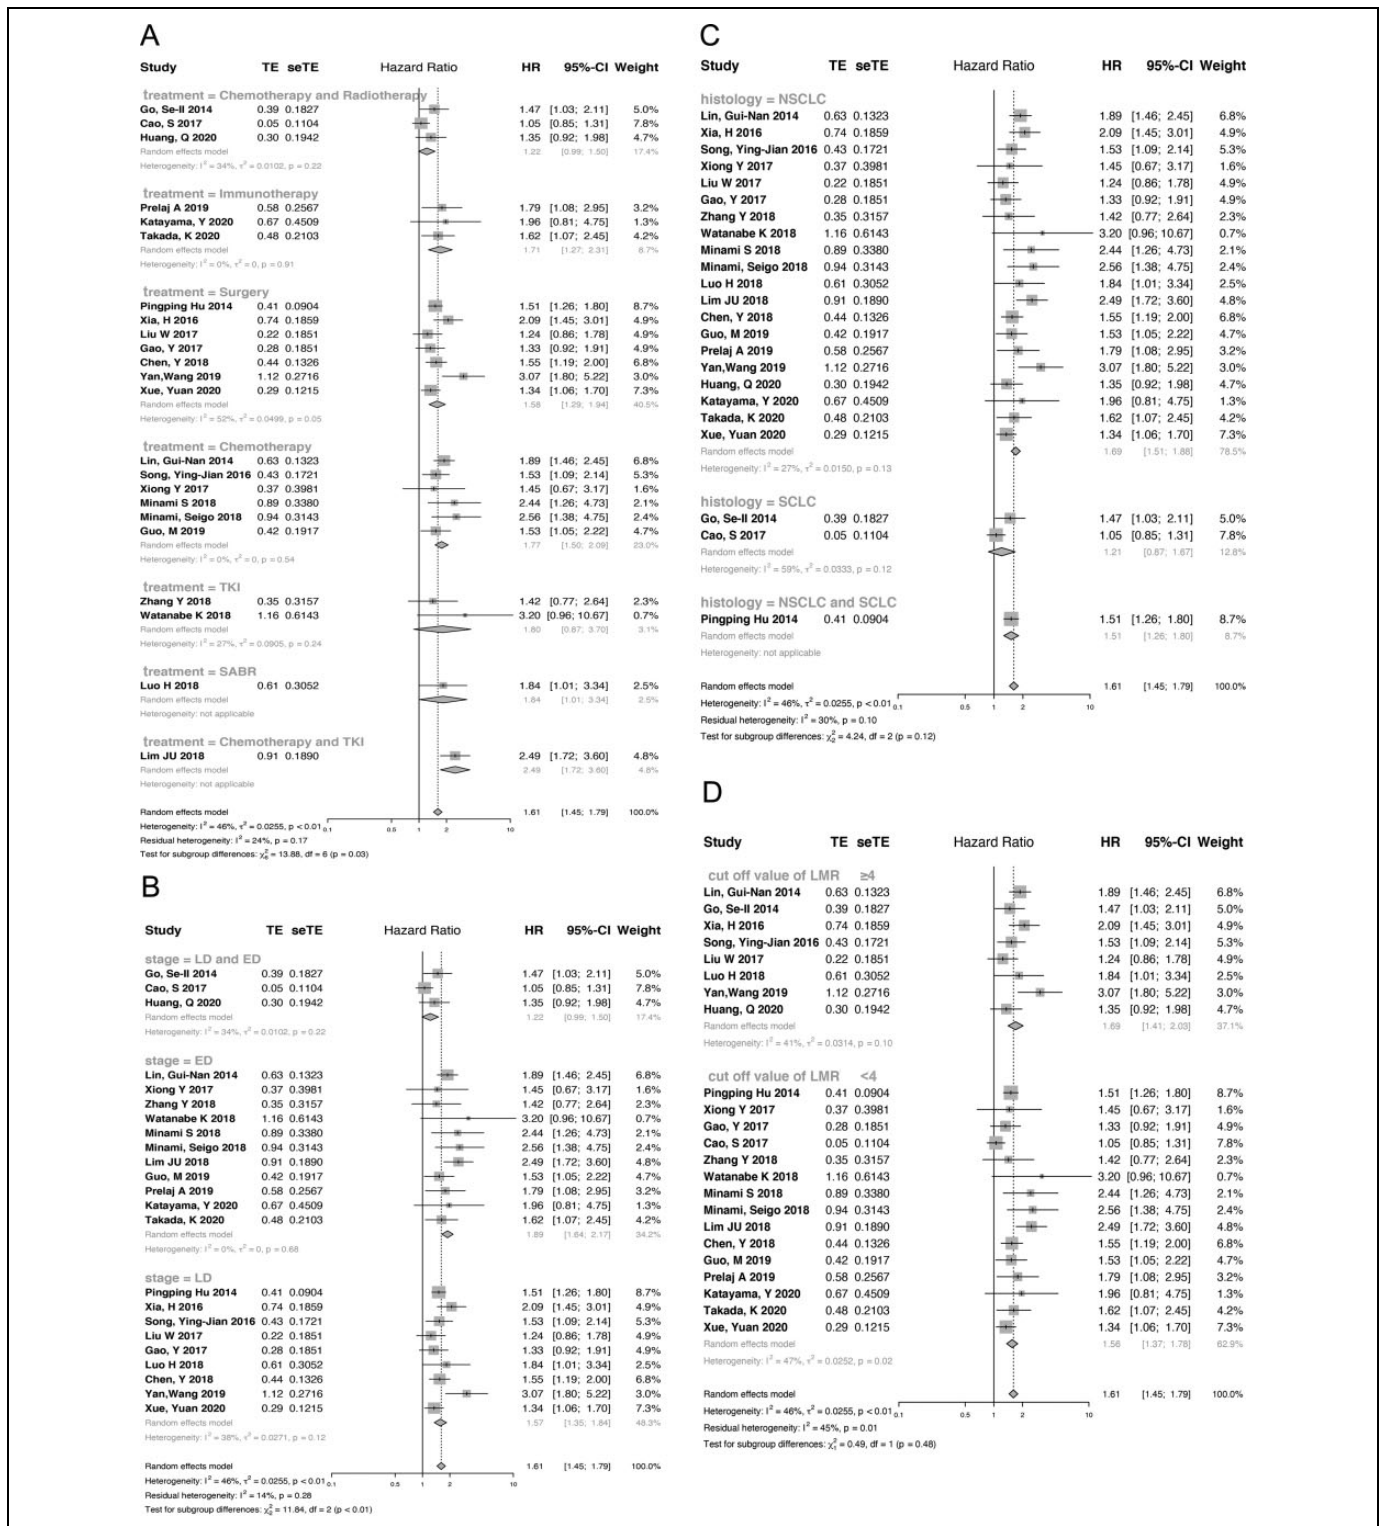 A
Study TE seTE Hazard Ratio HR 95%-CI Weight
treatment = Chemotherapy and Radiotherapy
Go, Se-Il 2014 0.39 0.1827 1.47 [1.03; 2.11] 5.0%
Cao, S 2017 0.05 0.1104 1.05 [0.85; 1.31] 7.8%
Huang, Q 2020 0.30 0.1942 1.35 [0.92; 1.98] 4.7%
Random effects model 1.22 [0.99; 1.50] 17.4%
Heterogeneity: I² = 34%, τ² = 0.0102, p = 0.22
treatment = Immunotherapy
Prelaj A 2019 0.58 0.2567 1.79 [1.08; 2.95] 3.2%
Katayama, Y 2020 0.67 0.4509 1.96 [0.81; 4.75] 1.3%
Takada, K 2020 0.48 0.2103 1.62 [1.07; 2.45] 4.2%
Random effects model 1.71 [1.27; 2.31] 8.7%
Heterogeneity: I² = 0%, τ² = 0, p = 0.91
treatment = Surgery
Pingping Hu 2014 0.41 0.0904 1.51 [1.26; 1.80] 8.7%
Xia, H 2016 0.74 0.1859 2.09 [1.45; 3.01] 4.9%
Liu W 2017 0.22 0.1851 1.24 [0.86; 1.78] 4.9%
Gao, Y 2017 0.28 0.1851 1.33 [0.92; 1.91] 4.9%
Chen, Y 2018 0.44 0.1326 1.55 [1.19; 2.00] 6.8%
Yan,Wang 2019 1.12 0.2716 3.07 [1.80; 5.22] 3.0%
Xue, Yuan 2020 0.29 0.1215 1.34 [1.06; 1.70] 7.3%
Random effects model 1.58 [1.29; 1.94] 40.5%
Heterogeneity: I² = 52%, τ² = 0.0499, p = 0.05
treatment = Chemotherapy
Lin, Gui-Nan 2014 0.63 0.1323 1.89 [1.46; 2.45] 6.8%
Song, Ying-Jian 2016 0.43 0.1721 1.53 [1.09; 2.14] 5.3%
Xiong Y 2017 0.37 0.3981 1.45 [0.67; 3.17] 1.6%
Minami S 2018 0.89 0.3380 2.44 [1.26; 4.73] 2.1%
Minami, Seigo 2018 0.94 0.3143 2.56 [1.38; 4.75] 2.4%
Guo, M 2019 0.42 0.1917 1.53 [1.05; 2.22] 4.7%
Random effects model 1.77 [1.50; 2.09] 23.0%
Heterogeneity: I² = 0%, τ² = 0, p = 0.54
treatment = TKI
Zhang Y 2018 0.35 0.3157 1.42 [0.77; 2.64] 2.3%
Watanabe K 2018 1.16 0.6143 3.20 [0.96; 10.67] 0.7%
Random effects model 1.80 [0.87; 3.70] 3.1%
Heterogeneity: I² = 27%, τ² = 0.0905, p = 0.24
treatment = SABR
Luo H 2018 0.61 0.3052 1.84 [1.01; 3.34] 2.5%
Random effects model 1.84 [1.01; 3.34] 2.5%
Heterogeneity: not applicable
treatment = Chemotherapy and TKI
Lim JU 2018 0.91 0.1890 2.49 [1.72; 3.60] 4.8%
Random effects model 2.49 [1.72; 3.60] 4.8%
Heterogeneity: not applicable
Random effects model 1.61 [1.45; 1.79] 100.0%
Heterogeneity: I² = 46%, τ² = 0.0255, p < 0.01
0.1 0.5 1 2 10
Residual heterogeneity: I² = 24%, p = 0.17
Test for subgroup differences: χ²₆ = 13.88, df = 6 (p = 0.03)
B
Study TE seTE Hazard Ratio HR 95%-CI Weight
stage = LD and ED
Go, Se-Il 2014 0.39 0.1827 1.47 [1.03; 2.11] 5.0%
Cao, S 2017 0.05 0.1104 1.05 [0.85; 1.31] 7.8%
Huang, Q 2020 0.30 0.1942 1.35 [0.92; 1.98] 4.7%
Random effects model 1.22 [0.99; 1.50] 17.4%
Heterogeneity: I² = 34%, τ² = 0.0102, p = 0.22
stage = ED
Lin, Gui-Nan 2014 0.63 0.1323 1.89 [1.46; 2.45] 6.8%
Xiong Y 2017 0.37 0.3981 1.45 [0.67; 3.17] 1.6%
Zhang Y 2018 0.35 0.3157 1.42 [0.77; 2.64] 2.3%
Watanabe K 2018 1.16 0.6143 3.20 [0.96; 10.67] 0.7%
Minami S 2018 0.89 0.3380 2.44 [1.26; 4.73] 2.1%
Minami, Seigo 2018 0.94 0.3143 2.56 [1.38; 4.75] 2.4%
Lim JU 2018 0.91 0.1890 2.49 [1.72; 3.60] 4.8%
Guo, M 2019 0.42 0.1917 1.53 [1.05; 2.22] 4.7%
Prelaj A 2019 0.58 0.2567 1.79 [1.08; 2.95] 3.2%
Katayama, Y 2020 0.67 0.4509 1.96 [0.81; 4.75] 1.3%
Takada, K 2020 0.48 0.2103 1.62 [1.07; 2.45] 4.2%
Random effects model 1.89 [1.64; 2.17] 34.2%
Heterogeneity: I² = 0%, τ² = 0, p = 0.68
stage = LD
Pingping Hu 2014 0.41 0.0904 1.51 [1.26; 1.80] 8.7%
Xia, H 2016 0.74 0.1859 2.09 [1.45; 3.01] 4.9%
Song, Ying-Jian 2016 0.43 0.1721 1.53 [1.09; 2.14] 5.3%
Liu W 2017 0.22 0.1851 1.24 [0.86; 1.78] 4.9%
Gao, Y 2017 0.28 0.1851 1.33 [0.92; 1.91] 4.9%
Luo H 2018 0.61 0.3052 1.84 [1.01; 3.34] 2.5%
Chen, Y 2018 0.44 0.1326 1.55 [1.19; 2.00] 6.8%
Yan,Wang 2019 1.12 0.2716 3.07 [1.80; 5.22] 3.0%
Xue, Yuan 2020 0.29 0.1215 1.34 [1.06; 1.70] 7.3%
Random effects model 1.57 [1.35; 1.84] 48.3%
Heterogeneity: I² = 38%, τ² = 0.0271, p = 0.12
Random effects model 1.61 [1.45; 1.79] 100.0%
Heterogeneity: I² = 46%, τ² = 0.0255, p < 0.01
0.1 0.5 1 2 10
Residual heterogeneity: I² = 14%, p = 0.28
Test for subgroup differences: χ²₂ = 11.84, df = 2 (p < 0.01)
C
Study TE seTE Hazard Ratio HR 95%-CI Weight
histology = NSCLC
Lin, Gui-Nan 2014 0.63 0.1323 1.89 [1.46; 2.45] 6.8%
Xia, H 2016 0.74 0.1859 2.09 [1.45; 3.01] 4.9%
Song, Ying-Jian 2016 0.43 0.1721 1.53 [1.09; 2.14] 5.3%
Xiong Y 2017 0.37 0.3981 1.45 [0.67; 3.17] 1.6%
Liu W 2017 0.22 0.1851 1.24 [0.86; 1.78] 4.9%
Gao, Y 2017 0.28 0.1851 1.33 [0.92; 1.91] 4.9%
Zhang Y 2018 0.35 0.3157 1.42 [0.77; 2.64] 2.3%
Watanabe K 2018 1.16 0.6143 3.20 [0.96; 10.67] 0.7%
Minami S 2018 0.89 0.3380 2.44 [1.26; 4.73] 2.1%
Minami, Seigo 2018 0.94 0.3143 2.56 [1.38; 4.75] 2.4%
Luo H 2018 0.61 0.3052 1.84 [1.01; 3.34] 2.5%
Lim JU 2018 0.91 0.1890 2.49 [1.72; 3.60] 4.8%
Chen, Y 2018 0.44 0.1326 1.55 [1.19; 2.00] 6.8%
Guo, M 2019 0.42 0.1917 1.53 [1.05; 2.22] 4.7%
Prelaj A 2019 0.58 0.2567 1.79 [1.08; 2.95] 3.2%
Yan,Wang 2019 1.12 0.2716 3.07 [1.80; 5.22] 3.0%
Huang, Q 2020 0.30 0.1942 1.35 [0.92; 1.98] 4.7%
Katayama, Y 2020 0.67 0.4509 1.96 [0.81; 4.75] 1.3%
Takada, K 2020 0.48 0.2103 1.62 [1.07; 2.45] 4.2%
Xue, Yuan 2020 0.29 0.1215 1.34 [1.06; 1.70] 7.3%
Random effects model 1.69 [1.51; 1.88] 78.5%
Heterogeneity: I² = 27%, τ² = 0.0150, p = 0.13
histology = SCLC
Go, Se-Il 2014 0.39 0.1827 1.47 [1.03; 2.11] 5.0%
Cao, S 2017 0.05 0.1104 1.05 [0.85; 1.31] 7.8%
Random effects model 1.21 [0.87; 1.67] 12.8%
Heterogeneity: I² = 59%, τ² = 0.0333, p = 0.12
histology = NSCLC and SCLC
Pingping Hu 2014 0.41 0.0904 1.51 [1.26; 1.80] 8.7%
Random effects model 1.51 [1.26; 1.80] 8.7%
Heterogeneity: not applicable
Random effects model 1.61 [1.45; 1.79] 100.0%
Heterogeneity: I² = 46%, τ² = 0.0255, p < 0.01
0.1 0.5 1 2 10
Residual heterogeneity: I² = 30%, p = 0.10
Test for subgroup differences: χ²₂ = 4.24, df = 2 (p = 0.12)
D
Study TE seTE Hazard Ratio HR 95%-CI Weight
cut off value of LMR ≥4
Lin, Gui-Nan 2014 0.63 0.1323 1.89 [1.46; 2.45] 6.8%
Go, Se-Il 2014 0.39 0.1827 1.47 [1.03; 2.11] 5.0%
Xia, H 2016 0.74 0.1859 2.09 [1.45; 3.01] 4.9%
Song, Ying-Jian 2016 0.43 0.1721 1.53 [1.09; 2.14] 5.3%
Liu W 2017 0.22 0.1851 1.24 [0.86; 1.78] 4.9%
Luo H 2018 0.61 0.3052 1.84 [1.01; 3.34] 2.5%
Yan,Wang 2019 1.12 0.2716 3.07 [1.80; 5.22] 3.0%
Huang, Q 2020 0.30 0.1942 1.35 [0.92; 1.98] 4.7%
Random effects model 1.69 [1.41; 2.03] 37.1%
Heterogeneity: I² = 41%, τ² = 0.0314, p = 0.10
cut off value of LMR <4
Pingping Hu 2014 0.41 0.0904 1.51 [1.26; 1.80] 8.7%
Xiong Y 2017 0.37 0.3981 1.45 [0.67; 3.17] 1.6%
Gao, Y 2017 0.28 0.1851 1.33 [0.92; 1.91] 4.9%
Cao, S 2017 0.05 0.1104 1.05 [0.85; 1.31] 7.8%
Zhang Y 2018 0.35 0.3157 1.42 [0.77; 2.64] 2.3%
Watanabe K 2018 1.16 0.6143 3.20 [0.96; 10.67] 0.7%
Minami S 2018 0.89 0.3380 2.44 [1.26; 4.73] 2.1%
Minami, Seigo 2018 0.94 0.3143 2.56 [1.38; 4.75] 2.4%
Lim JU 2018 0.91 0.1890 2.49 [1.72; 3.60] 4.8%
Chen, Y 2018 0.44 0.1326 1.55 [1.19; 2.00] 6.8%
Guo, M 2019 0.42 0.1917 1.53 [1.05; 2.22] 4.7%
Prelaj A 2019 0.58 0.2567 1.79 [1.08; 2.95] 3.2%
Katayama, Y 2020 0.67 0.4509 1.96 [0.81; 4.75] 1.3%
Takada, K 2020 0.48 0.2103 1.62 [1.07; 2.45] 4.2%
Xue, Yuan 2020 0.29 0.1215 1.34 [1.06; 1.70] 7.3%
Random effects model 1.56 [1.37; 1.78] 62.9%
Heterogeneity: I² = 47%, τ² = 0.0252, p = 0.02
Random effects model 1.61 [1.45; 1.79] 100.0%
Heterogeneity: I² = 46%, τ² = 0.0255, p < 0.01
0.1 0.5 1 2 10
Residual heterogeneity: I² = 45%, p = 0.01
Test for subgroup differences: χ²₁ = 0.49, df = 1 (p = 0.48)